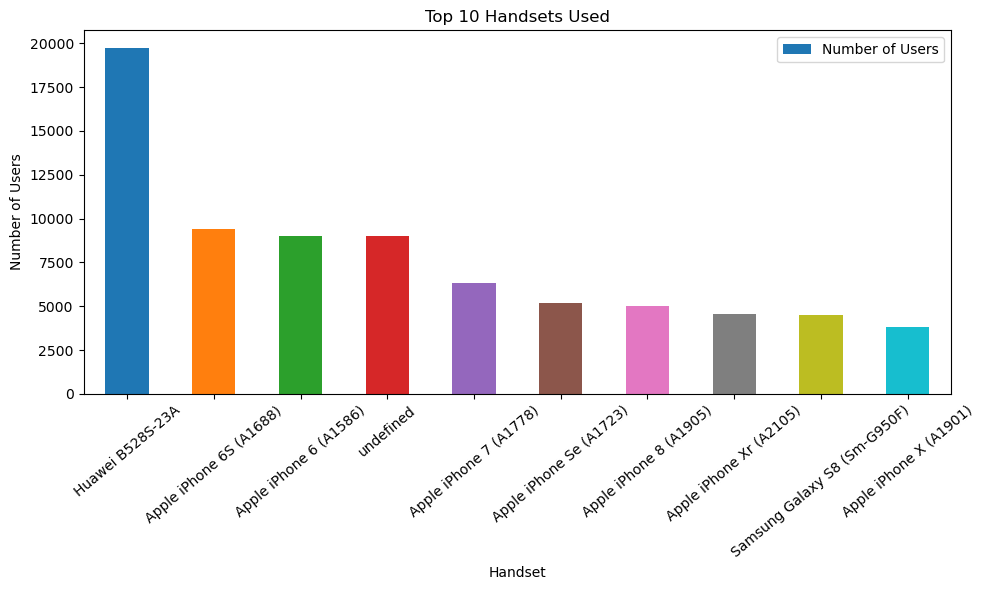 Top 10 Handsets Used
Number of Users
Number of Users
20000
17500
15000
12500
10000
7500
5000
2500
0
Huawei B528S-23A
Apple iPhone 6S (A1688)
Apple iPhone 6 (A1586)
undefined
Apple iPhone 7 (A1778)
Apple iPhone Se (A1723)
Apple iPhone 8 (A1905)
Apple iPhone Xr (A2105)
Samsung Galaxy S8 (Sm-G950F)
Apple iPhone X (A1901)
Handset